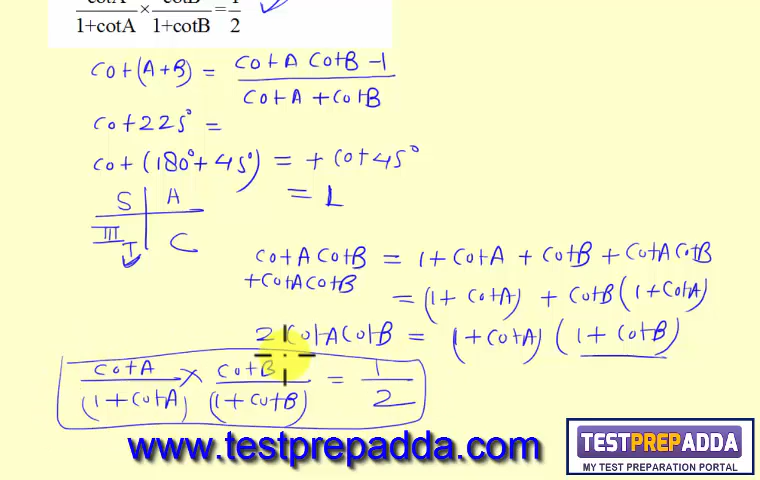 cotA/1+cotA × cotB/1+cotB = 1/2
cot(A+B) = cotA cotB -1 / cotA + cotB
cot225° =
cot(180°+45°) = + cot45°
S A = 1
III T C
cotA cotB = 1 + cotA + cotB + cotA cotB
+cotA cotB = (1+ cotA) + cotB (1+cotA)
2 cotA cotB = (1+cotA) (1+ cotB)
cotA/(1+cotA) × cotB/(1+cotB) = 1/2
www.testprepadda.com
TESTPREPADDA
MY TEST PREPARATION PORTAL